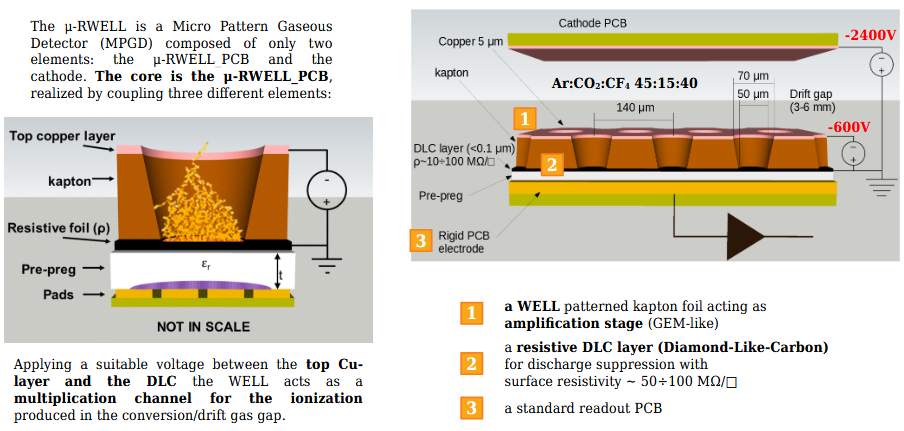 The μ-RWELL is a Micro Pattern Gaseous
Detector (MPGD) composed of only two
elements: the μ-RWELL_PCB and the
cathode. The core is the μ-RWELL_PCB,
realized by coupling three different elements:
Top copper layer
kapton
Resistive foil (ρ)
Pre-preg
Pads
εr
t
-
+
NOT IN SCALE
Applying a suitable voltage between the top Cu-
layer and the DLC the WELL acts as a
multiplication channel for the ionization
produced in the conversion/drift gas gap.
Cathode PCB
Copper 5 μm
-2400V
-
+
kapton
Ar:CO₂:CF₄ 45:15:40
70 μm
50 μm
Drift gap
(3-6 mm)
140 μm
1
-600V
-
+
DLC layer (<0.1 μm)
ρ~10÷100 MΩ/□
2
Pre-preg
3
Rigid PCB
electrode
1
a WELL patterned kapton foil acting as
amplification stage (GEM-like)
2
a resistive DLC layer (Diamond-Like-Carbon)
for discharge suppression with
surface resistivity ~ 50÷100 MΩ/□
3
a standard readout PCB